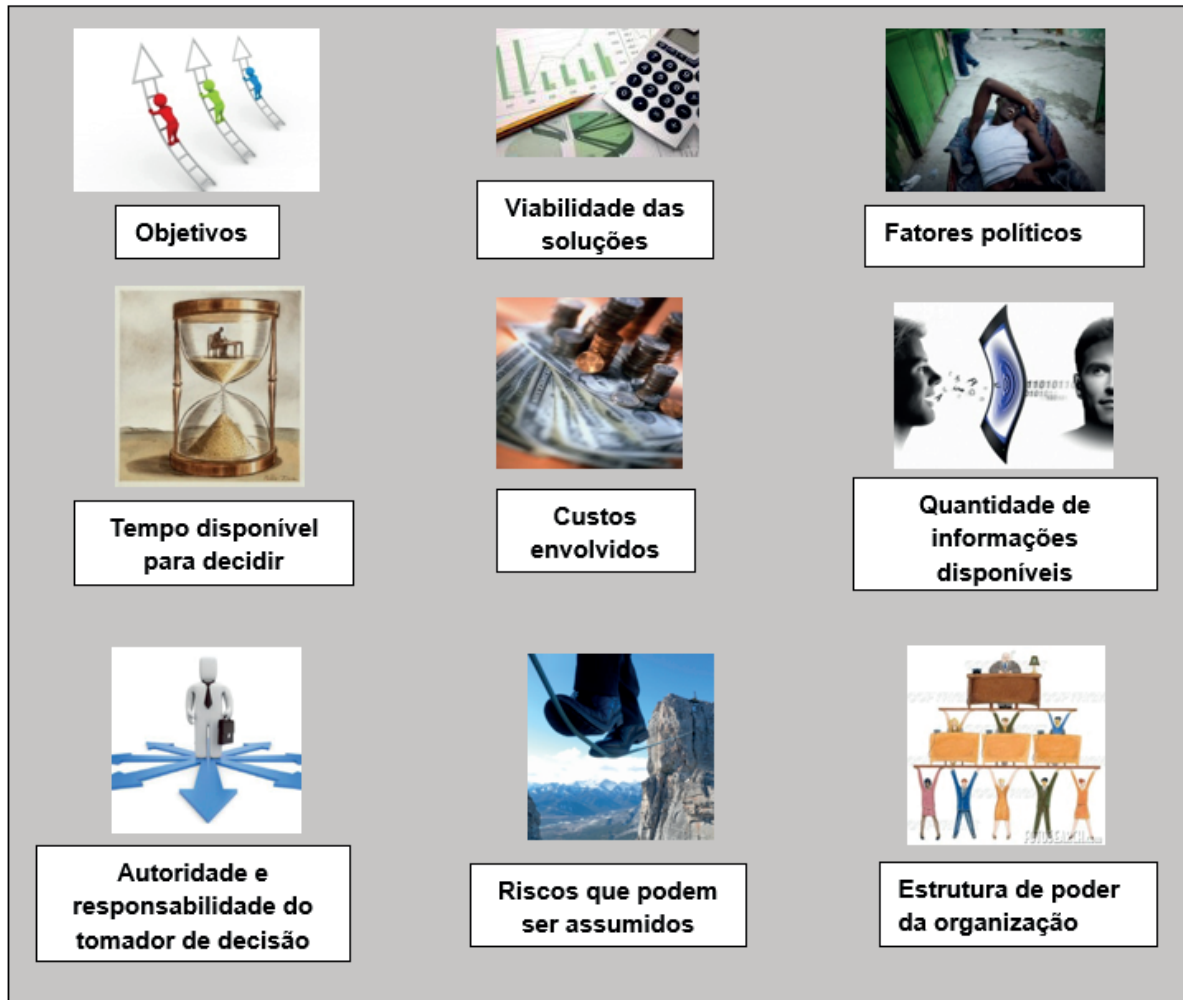 Objetivos
Viabilidade das
soluções
Fatores políticos
Tempo disponível
para decidir
Custos
envolvidos
Quantidade de
informações
disponíveis
Autoridade e
responsabilidade do
tomador de decisão
Riscos que podem
ser assumidos
Estrutura de poder
da organização